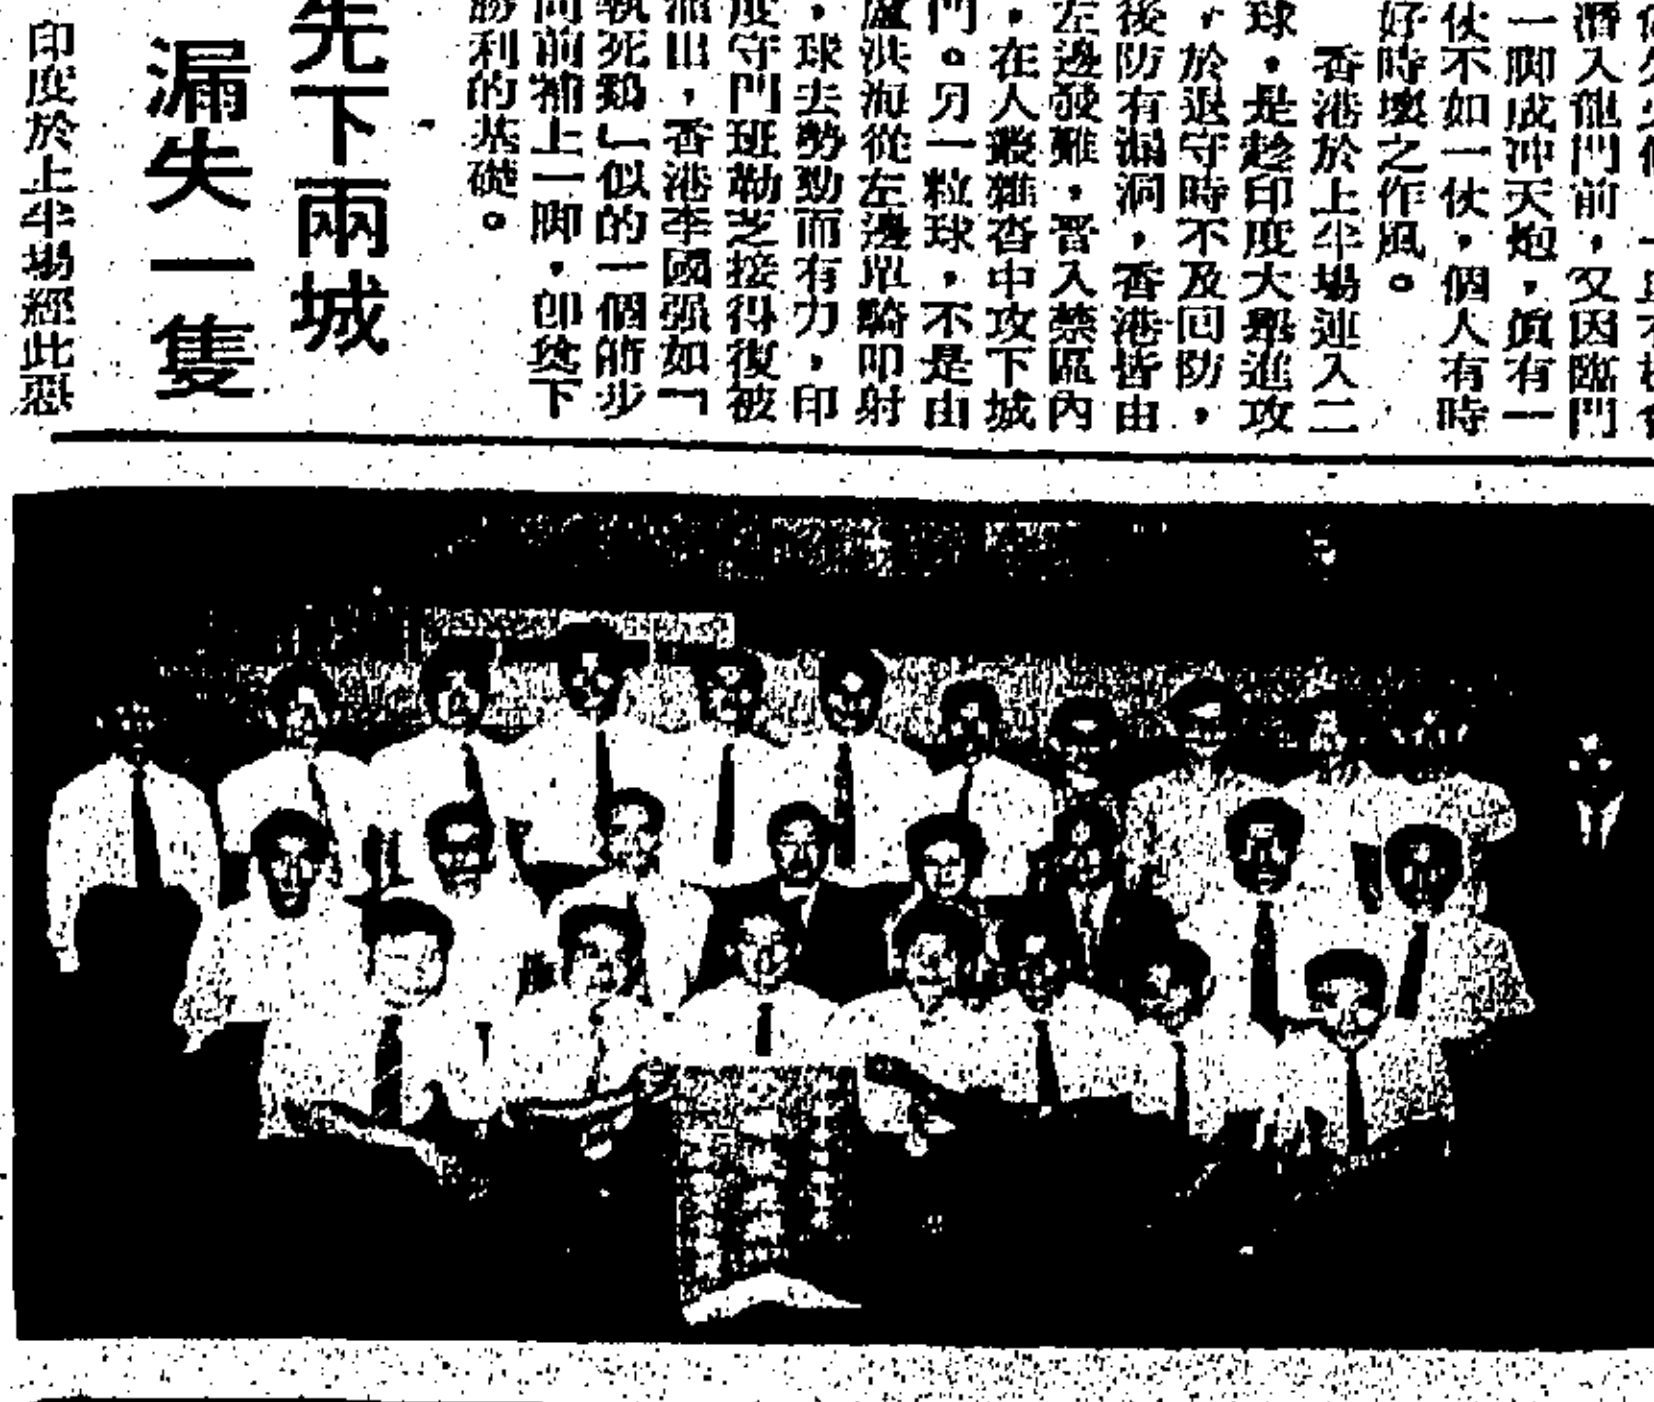 潛入龍門前，又因臨門
一脚成冲天炮，眞有一
伙不如一伙，個人有時
好時壞之作風。
香港於上半場連入二
球，是趁印度大舉進攻
，於退守時不及回防，
後防有漏洞，香港皆由
左邊發難，晋入禁區內
，在人叢雜沓中攻下城
門。另一粒球，不是由
盧洪海從左邊單騎叩射
，球去勢勁而有力，印
度守門班勒芝接得復被
溜出，香港李國强如「
執死鷄」似的一個箭步
向前補上一脚，卽奠下
勝利的基礎。
先下兩城
漏失一隻
印度於上半場經此惡